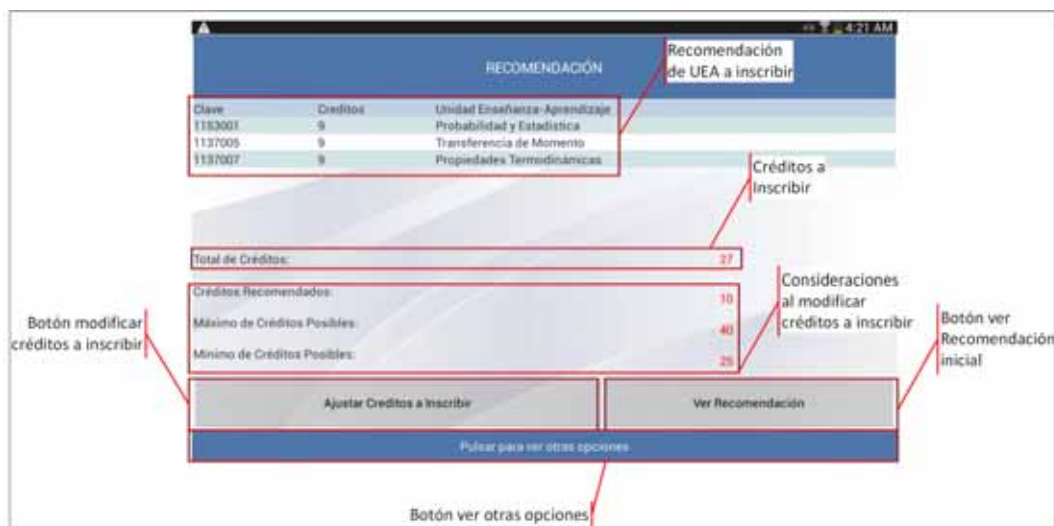 4:21 AM
RECOMENDACIÓN
Recomendación
de UEA a inscribir
Clave Creditos Unidad Enseñanza-Aprendizaje
1153001 9 Probabilidad y Estadística
1137005 9 Transferencia de Momento
1137007 9 Propiedades Termodinámicas
Créditos a
Inscribir
Total de Créditos: 27
Créditos Recomendados: 10
Máximo de Créditos Posibles: 40
Mínimo de Créditos Posibles: 25
Consideraciones
al modificar
créditos a inscribir
Botón modificar
créditos a inscribir
Botón ver
Recomendación
inicial
Ajustar Creditos a Inscribir Ver Recomendación
Pulsar para ver otras opciones
Botón ver otras opciones